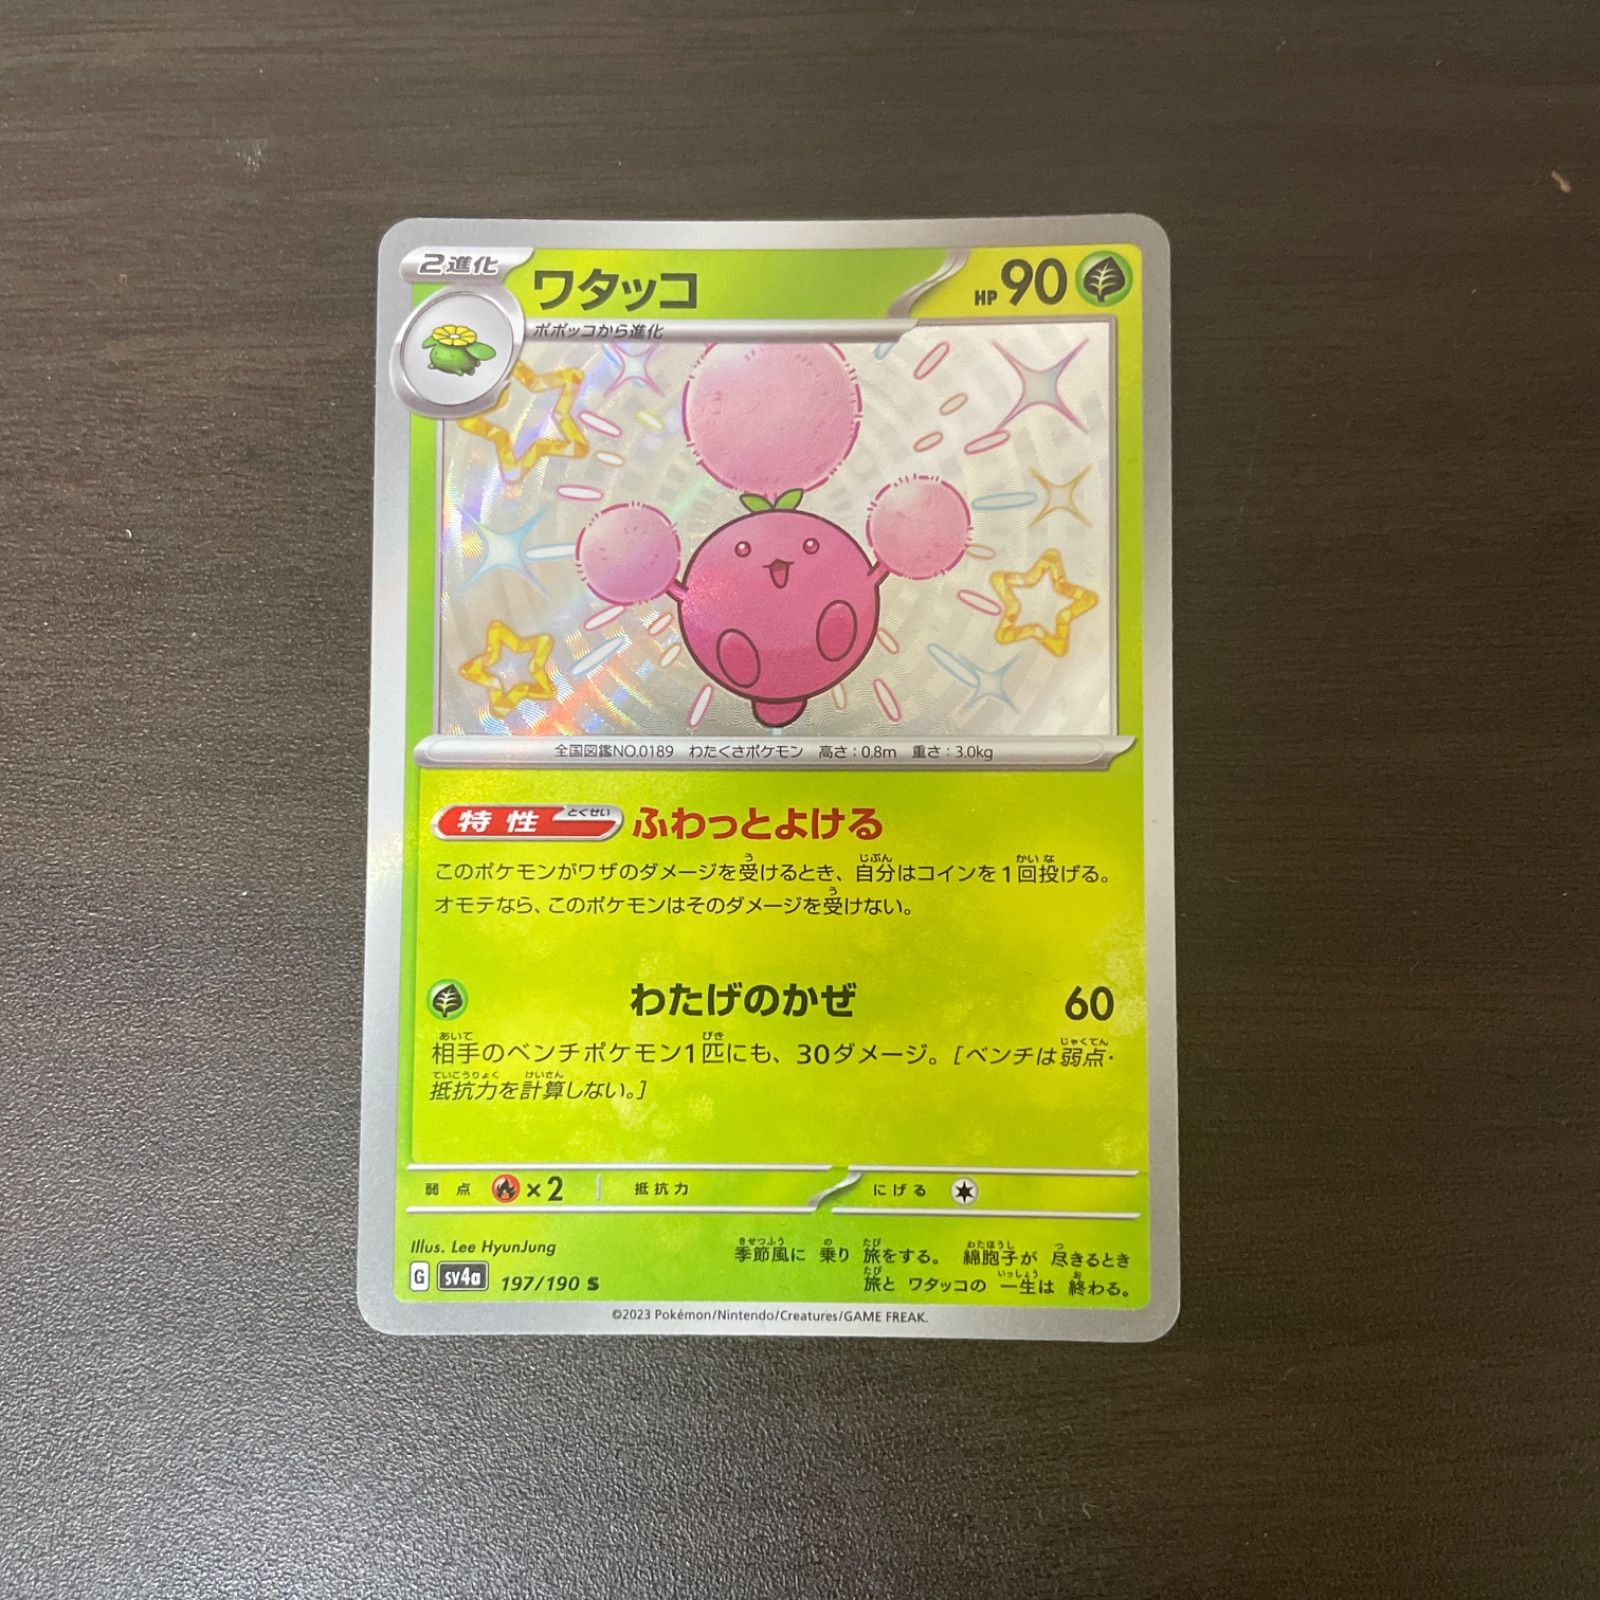 2進化
ワタッコ
HP 90
ポポッコから進化
全国図鑑NO.0189 わたくさポケモン 高さ:0.8m 重さ:3.0kg
特性 とくせい ふわっとよける
このポケモンがワザのダメージを受けるとき、自分はコインを1回投げる。
オモテなら、このポケモンはそのダメージを受けない。
わたげのかぜ 60
相手のベンチポケモン1匹にも、30ダメージ。[ベンチは弱点・
抵抗力を計算しない。]
弱点 ×2 抵抗力 にげる
Illus. Lee HyunJung
季節風に 乗り 旅をする。 綿胞子が 尽きるとき
旅と ワタッコの 一生は 終わる。
G sv4a 197/190 S
©2023 Pokémon/Nintendo/Creatures/GAME FREAK.